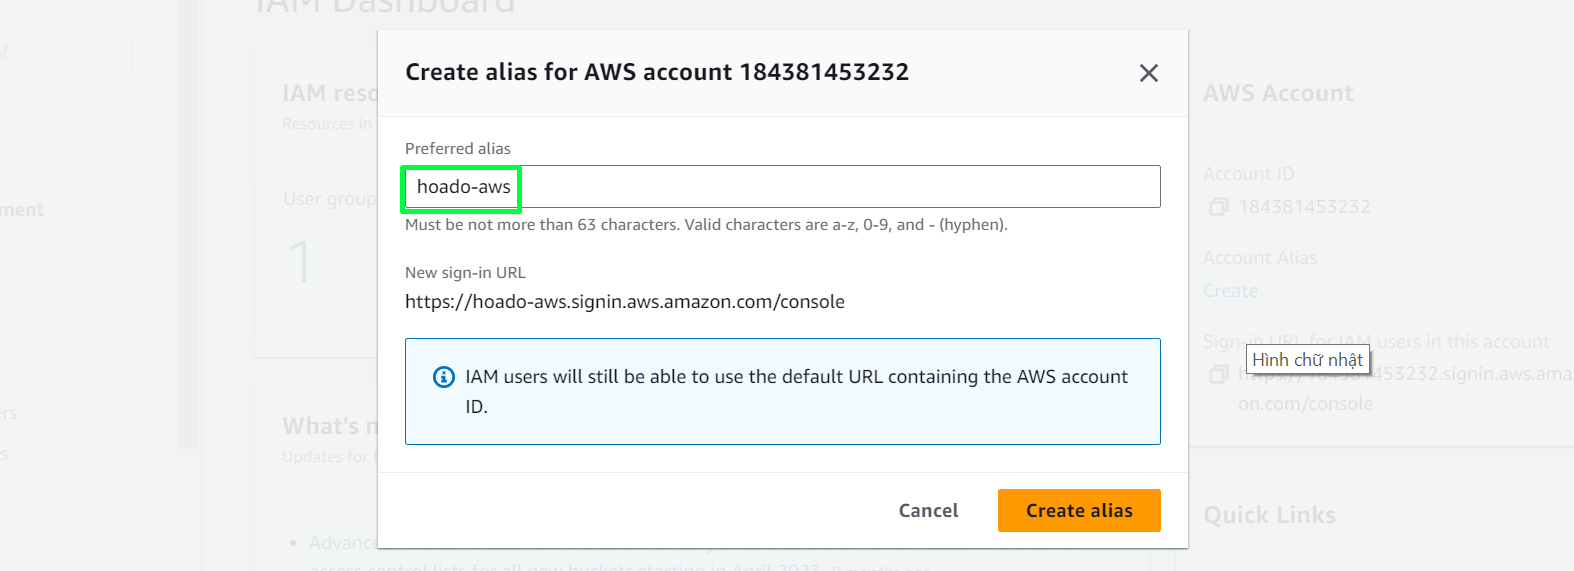 IAM Dashboard
IAM reso
Resources in
User group
1
ment
What's n
Updates for f
ers
s
Advance
access control lists for all new buckets starting in April 2023
Create alias for AWS account 184381453232
Preferred alias
hoado-aws
Must be not more than 63 characters. Valid characters are a-z, 0-9, and - (hyphen).
New sign-in URL
https://hoado-aws.signin.aws.amazon.com/console
IAM users will still be able to use the default URL containing the AWS account
ID.
Cancel
Create alias
AWS Account
Account ID
184381453232
Account Alias
Create
Sign-in URL for IAM users in this account
Hình chữ nhật
https://184381453232.signin.aws.amaz
on.com/console
Quick Links